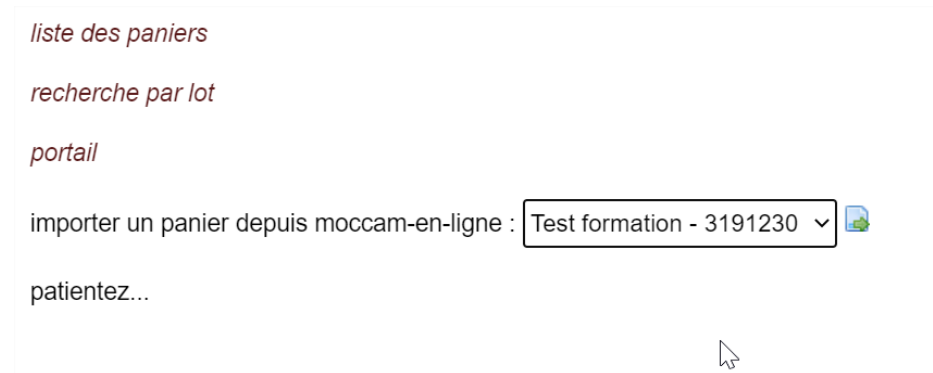 liste des paniers
recherche par lot
portail
importer un panier depuis moccam-en-ligne : Test formation - 3191230
patientez...